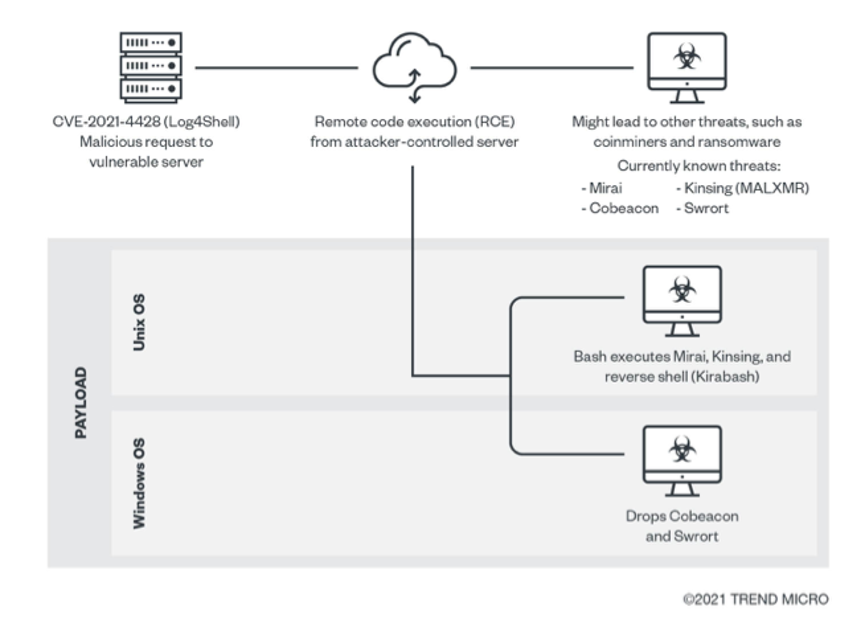 CVE-2021-4428 (Log4Shell)
Malicious request to
vulnerable server
Remote code execution (RCE)
from attacker-controlled server
Might lead to other threats, such as
coinminers and ransomware
Currently known threats:
- Mirai - Kinsing (MALXMR)
- Cobeacon - Swrort
PAYLOAD
Unix OS
Bash executes Mirai, Kinsing, and
reverse shell (Kirabash)
Windows OS
Drops Cobeacon
and Swrort
©2021 TREND MICRO